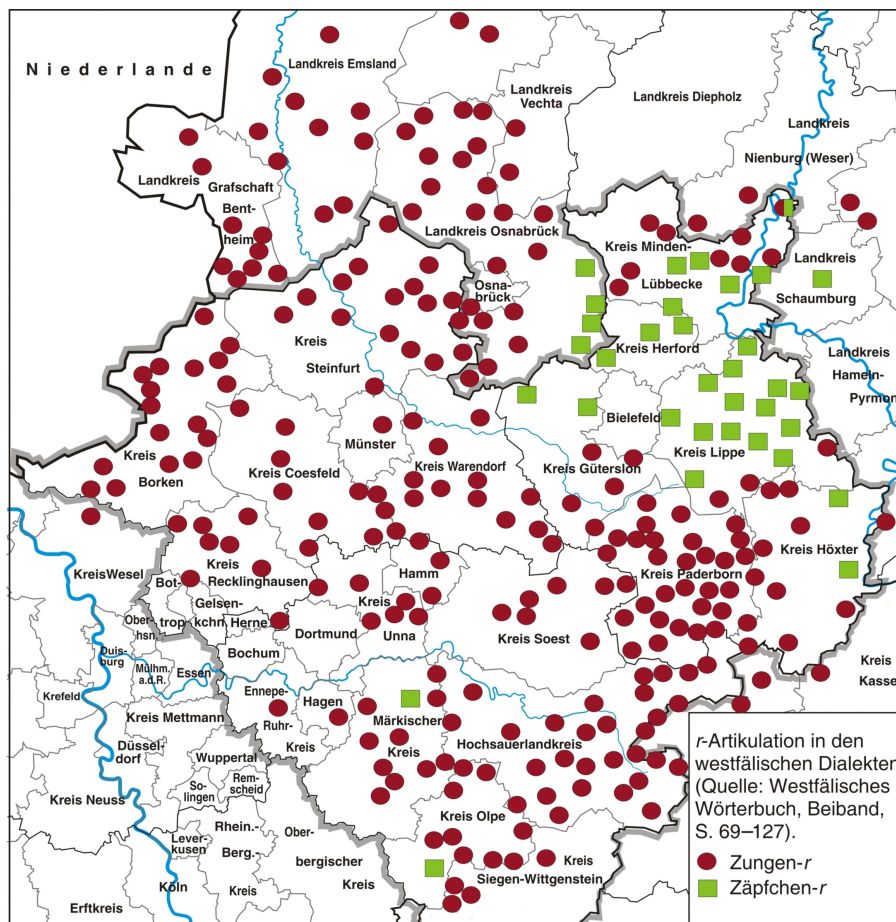 Niederlande
Landkreis Emsland
Landkreis
Vechta
Landkreis Diepholz
Landkreis
Nienburg (Weser)
Landkreis
Grafschaft
Bent-
heim
Landkreis Osnabrück
Kreis Minden-
Lübbecke
Landkreis
Schaumburg
Osna-
brück
Kreis
Steinfurt
Kreis Herford
Landkreis
Hameln-
Pyrmon
Bielefeld
Münster
Kreis Lippe
Kreis
Borken
Kreis Coesfeld
Kreis Warendorf
Kreis Güterslon
Kreis Höxter
KreisWesel
Kreis
Recklinghausen
Bot-
trop
Gelsen-
kchn.
Herne
Hamm
Kreis
Unna
Kreis Paderborn
Kreis Soest
Ober-
hsn.
Dortmund
Bochum
Duis-
burg
Mülhm.
a.d.R.
Essen
Kreis
Kasse
Krefeld
Ennepe-
Ruhr-
Kreis
Hagen
Märkischer
Kreis
Kreis Mettmann
Hochsauerlandkreis
Düssel-
dorf
Wuppertal
So-
lingen
Rem-
scheid
Kreis Neuss
Kreis Olpe
Lever-
kusen
Rhein.-
Berg.-
Kreis
Ober-
bergischer
Kreis
Kreis
Siegen-Wittgenstein
Köln
Erftkreis
r-Artikulation in den
westfälischen Dialekten
(Quelle: Westfälisches
Wörterbuch, Beiband,
S. 69–127).
Zungen-r
Zäpfchen-r